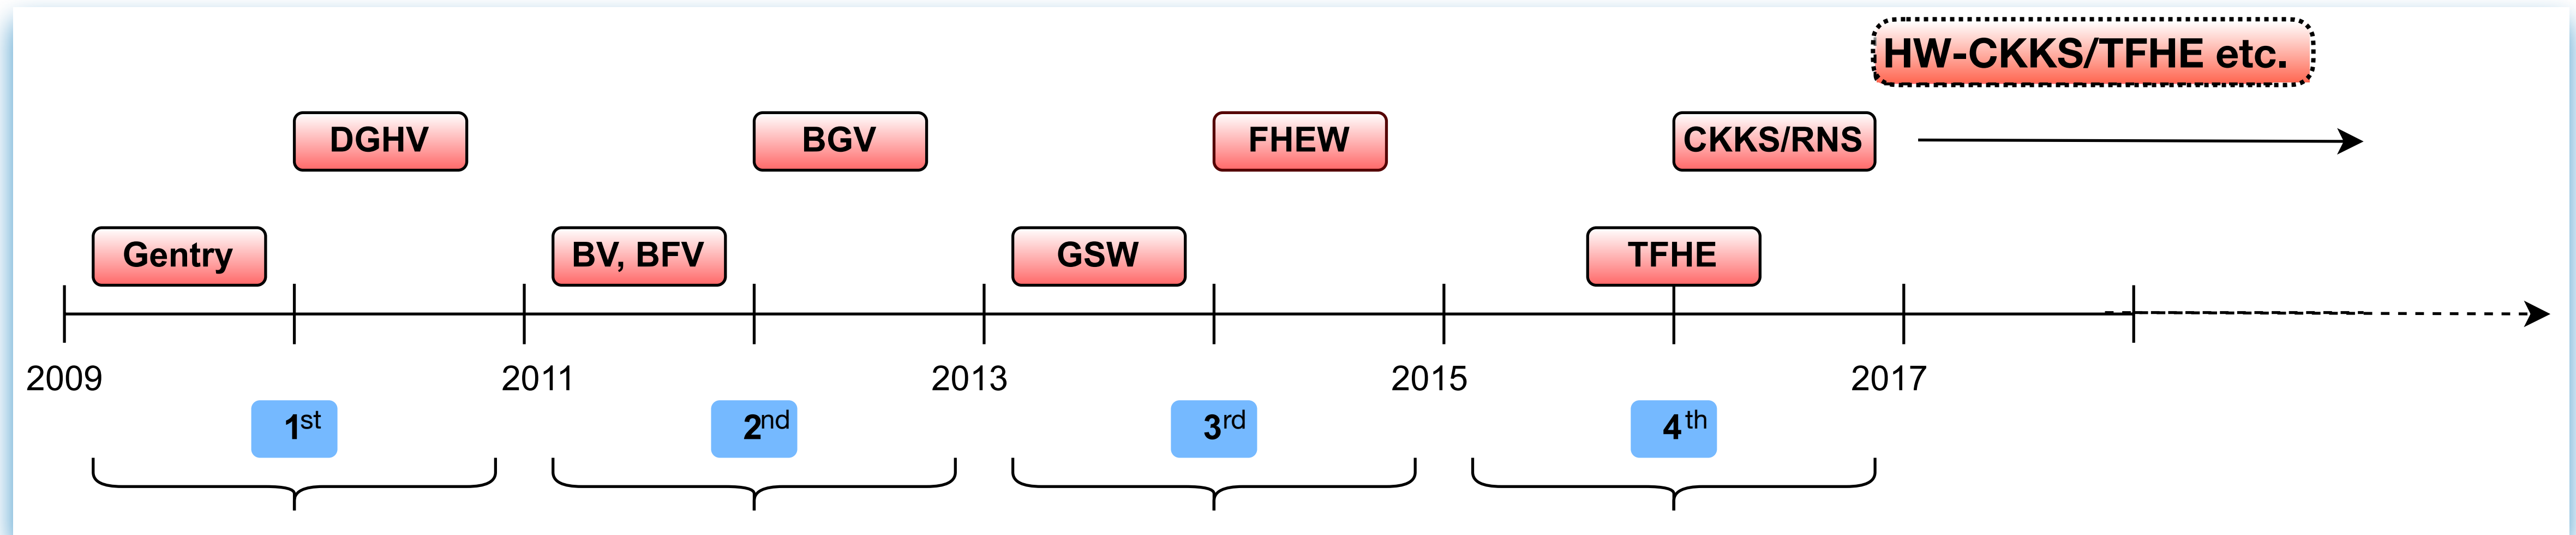 HW-CKKS/TFHE etc.
DGHV
BGV
FHEW
CKKS/RNS
Gentry
BV, BFV
GSW
TFHE
2009
2011
2013
2015
2017
1st
2nd
3rd
4th